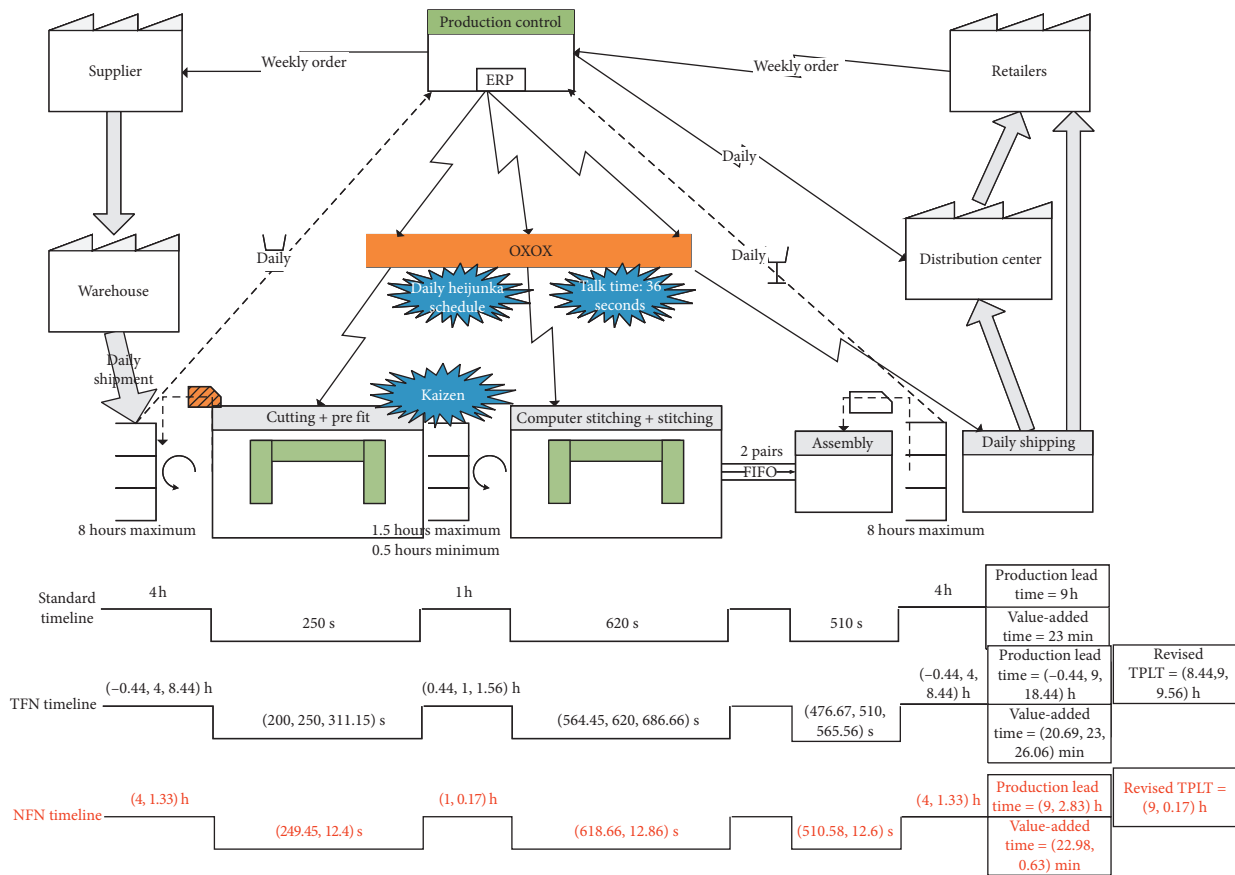 Production control
ERP
Supplier
Weekly order
Weekly order
Retailers
Daily
Daily
Daily
Warehouse
OXOX
Distribution center
Daily heijunka
schedule
Talk time: 36
seconds
Daily
shipment
Kaizen
Cutting + pre fit
Computer stitching + stitching
Assembly
Daily shipping
2 pairs
FIFO
8 hours maximum
1.5 hours maximum
0.5 hours minimum
8 hours maximum
Standard
timeline
4 h
250 s
1 h
620 s
510 s
4 h
Production lead
time = 9 h
Value-added
time = 23 min
TFN timeline
(–0.44, 4, 8.44) h
(200, 250, 311.15) s
(0.44, 1, 1.56) h
(564.45, 620, 686.66) s
(476.67, 510,
565.56) s
(–0.44, 4,
8.44) h
Production lead
time = (–0.44, 9,
18.44) h
Value-added
time = (20.69, 23,
26.06) min
Revised
TPLT = (8.44,9,
9.56) h
NFN timeline
(4, 1.33) h
(249.45, 12.4) s
(1, 0.17) h
(618.66, 12.86) s
(510.58, 12.6) s
(4, 1.33) h
Production lead
time = (9, 2.83) h
Value-added
time = (22.98,
0.63) min
Revised TPLT =
(9, 0.17) h